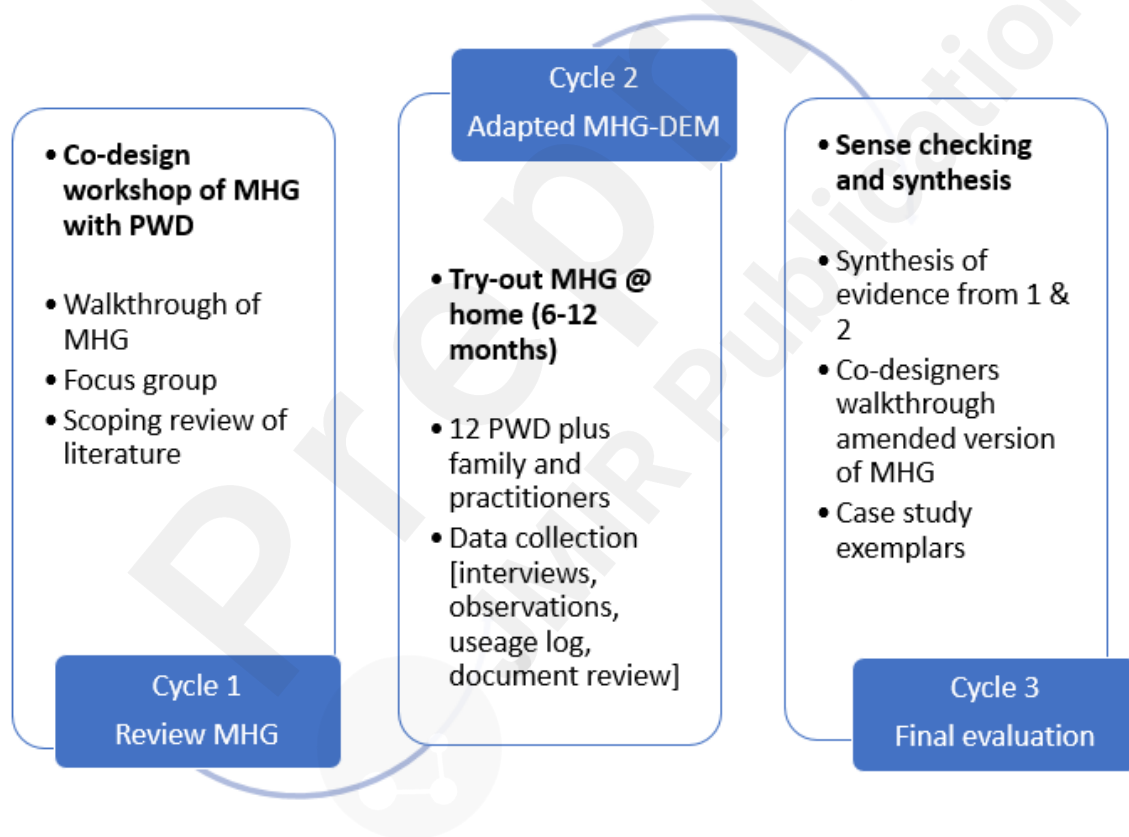 • Co-design
workshop of MHG
with PWD
• Walkthrough of
MHG
• Focus group
• Scoping review of
literature
Cycle 1
Review MHG
Cycle 2
Adapted MHG-DEM
• Try-out MHG @
home (6-12
months)
• 12 PWD plus
family and
practitioners
• Data collection
[interviews,
observations,
useage log,
document review]
• Sense checking
and synthesis
• Synthesis of
evidence from 1 &
2
• Co-designers
walkthrough
amended version
of MHG
• Case study
exemplars
Cycle 3
Final evaluation
Prepri
JMIR Publication